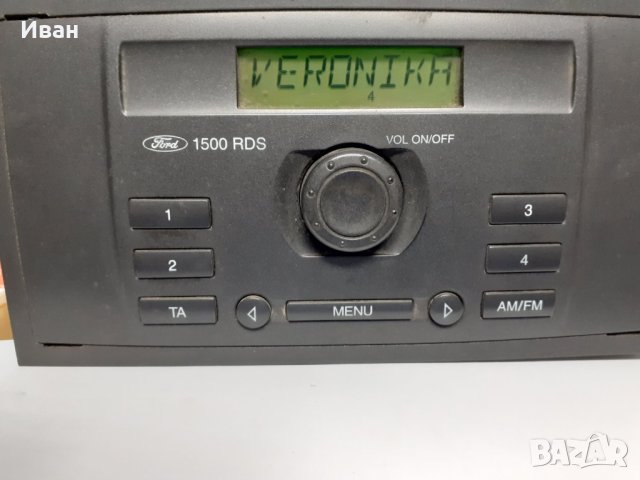 Иван
VERONIKA
4
Ford 1500 RDS
VOL ON/OFF
1
3
2
4
TA
MENU
AM/FM
BAZAR